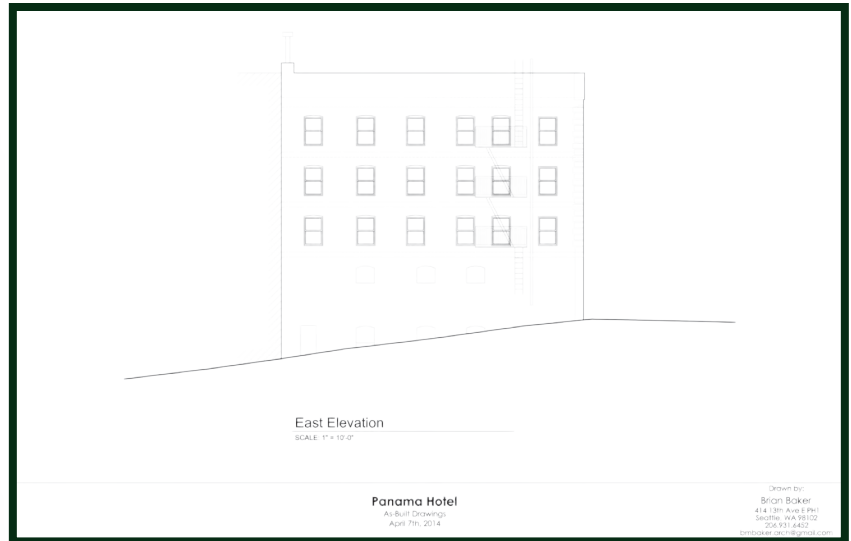 East Elevation
SCALE: 1" = 10'-0"
Panama Hotel
As-Built Drawings
April 7th, 2014
Drawn by:
Brian Baker
414 13th Ave E PH1
Seattle, WA 98102
206.931.6452
bmbaker.arch@gmail.com